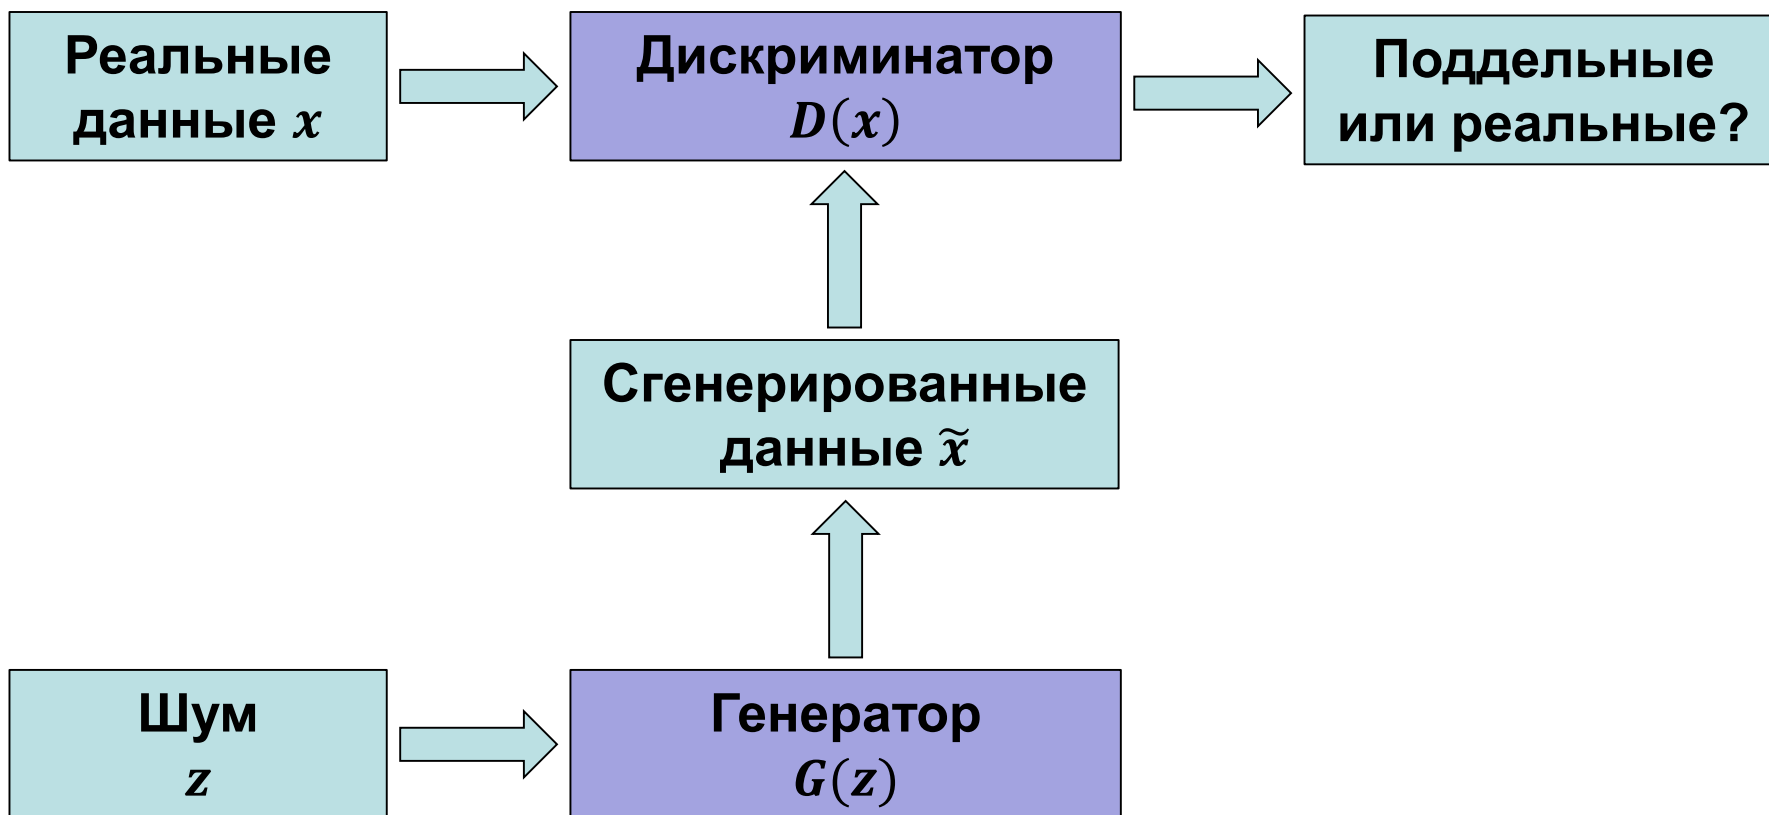 Реальные
данные x
Дискриминатор
D(x)
Поддельные
или реальные?
Сгенерированные
данные x̃
Шум
z
Генератор
G(z)